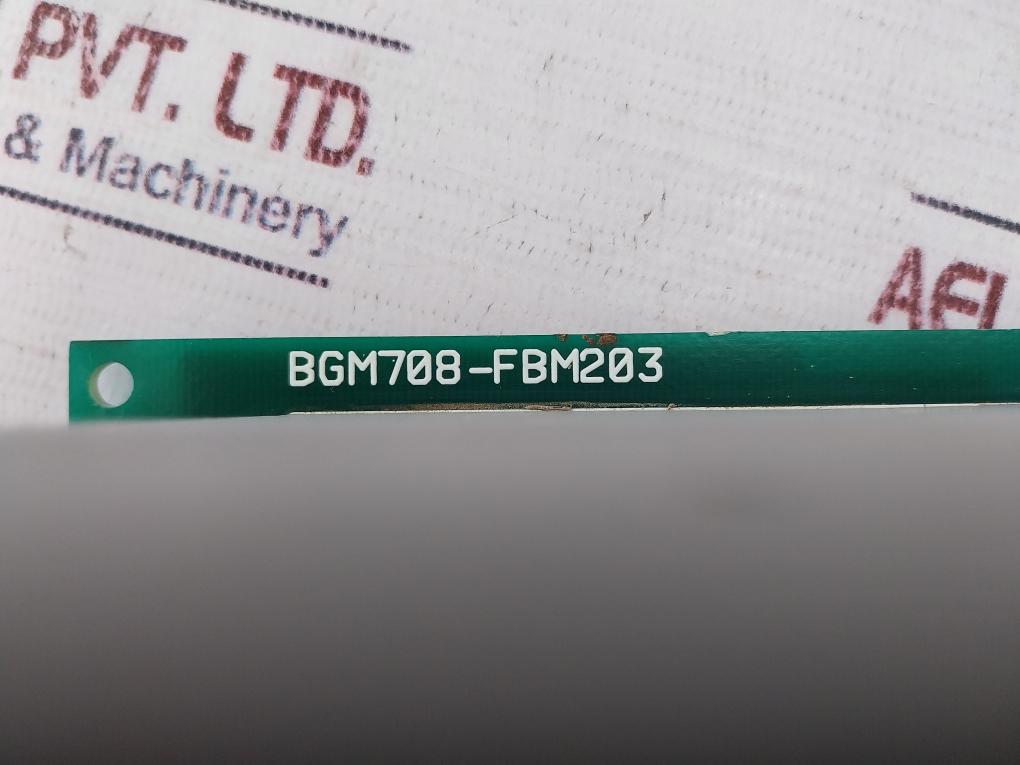 PVT. LTD.
& Machinery
BGM708-FBM203